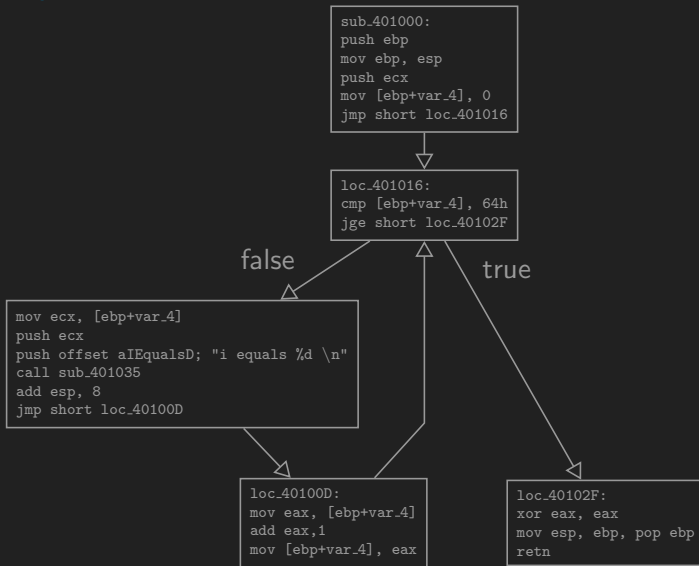 sub_401000:
push ebp
mov ebp, esp
push ecx
mov [ebp+var_4], 0
jmp short loc_401016
loc_401016:
cmp [ebp+var_4], 64h
jge short loc_40102F
false
true
mov ecx, [ebp+var_4]
push ecx
push offset aIEqualsD; "i equals %d \n"
call sub_401035
add esp, 8
jmp short loc_40100D
loc_40100D:
mov eax, [ebp+var_4]
add eax,1
mov [ebp+var_4], eax
loc_40102F:
xor eax, eax
mov esp, ebp, pop ebp
retn